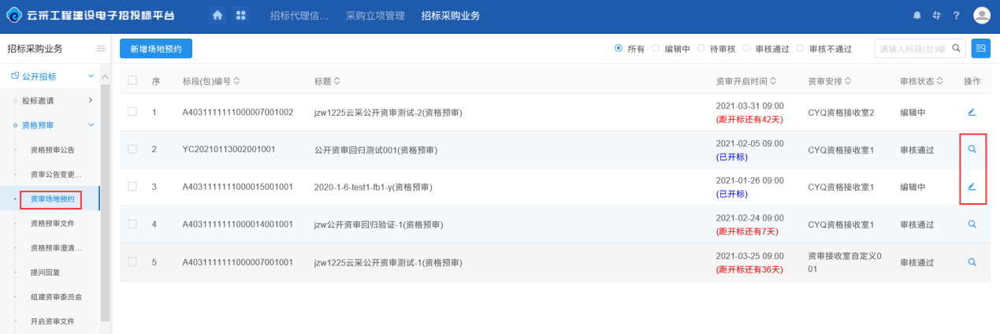 云采工程建设电子招投标平台 招标代理信... 采购立项管理 招标采购业务 ?
招标采购业务 新增场地预约 所有 编辑中 待审核 审核通过 审核不通过 请输入标段(包)编
公开招标
投标邀请
资格预审
资格预审公告
资审公告变更...
资审场地预约
资格预审文件
资格预审澄清...
提问回复
组建资审委员会
开启资审文件
序 标段(包)编号 标题 资审开启时间 资审安排 审核状态 操作
1 A4031111111000007001002 jzw1225云采公开资审测试-2(资格预审) 2021-03-31 09:00 CYQ资格接收室2 编辑中
(距开标还有42天)
2 YC20210113002001001 公开资审回归测试001(资格预审) 2021-02-05 09:00 CYQ资格接收室1 审核通过
(已开标)
3 A4031111111000015001001 2020-1-6-test1-fb1-y(资格预审) 2021-01-26 09:00 CYQ资格接收室1 编辑中
(已开标)
4 A4031111111000014001001 jzw公开资审回归验证-1(资格预审) 2021-02-24 09:00 CYQ资格接收室1 审核通过
(距开标还有7天)
5 A4031111111000007001001 jzw1225云采公开资审测试-1(资格预审) 2021-03-25 09:00 资审接收室自定义0 审核通过
(距开标还有36天) 01